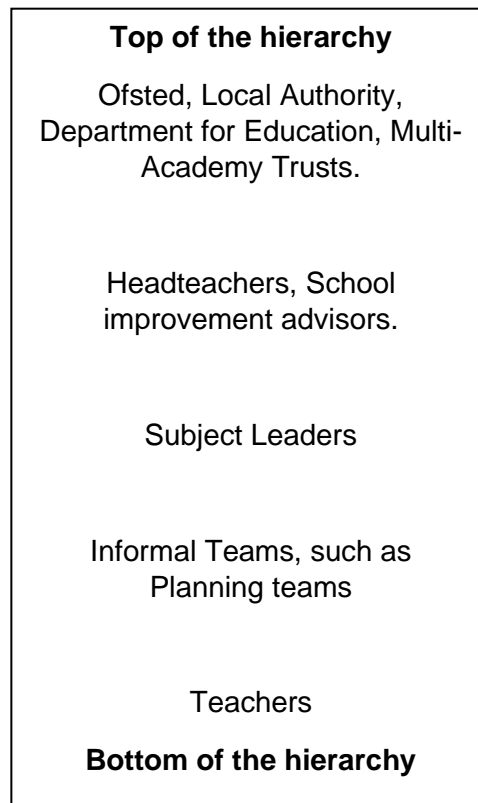 Top of the hierarchy
Ofsted, Local Authority,
Department for Education, Multi-
Academy Trusts.
Headteachers, School
improvement advisors.
Subject Leaders
Informal Teams, such as
Planning teams
Teachers
Bottom of the hierarchy